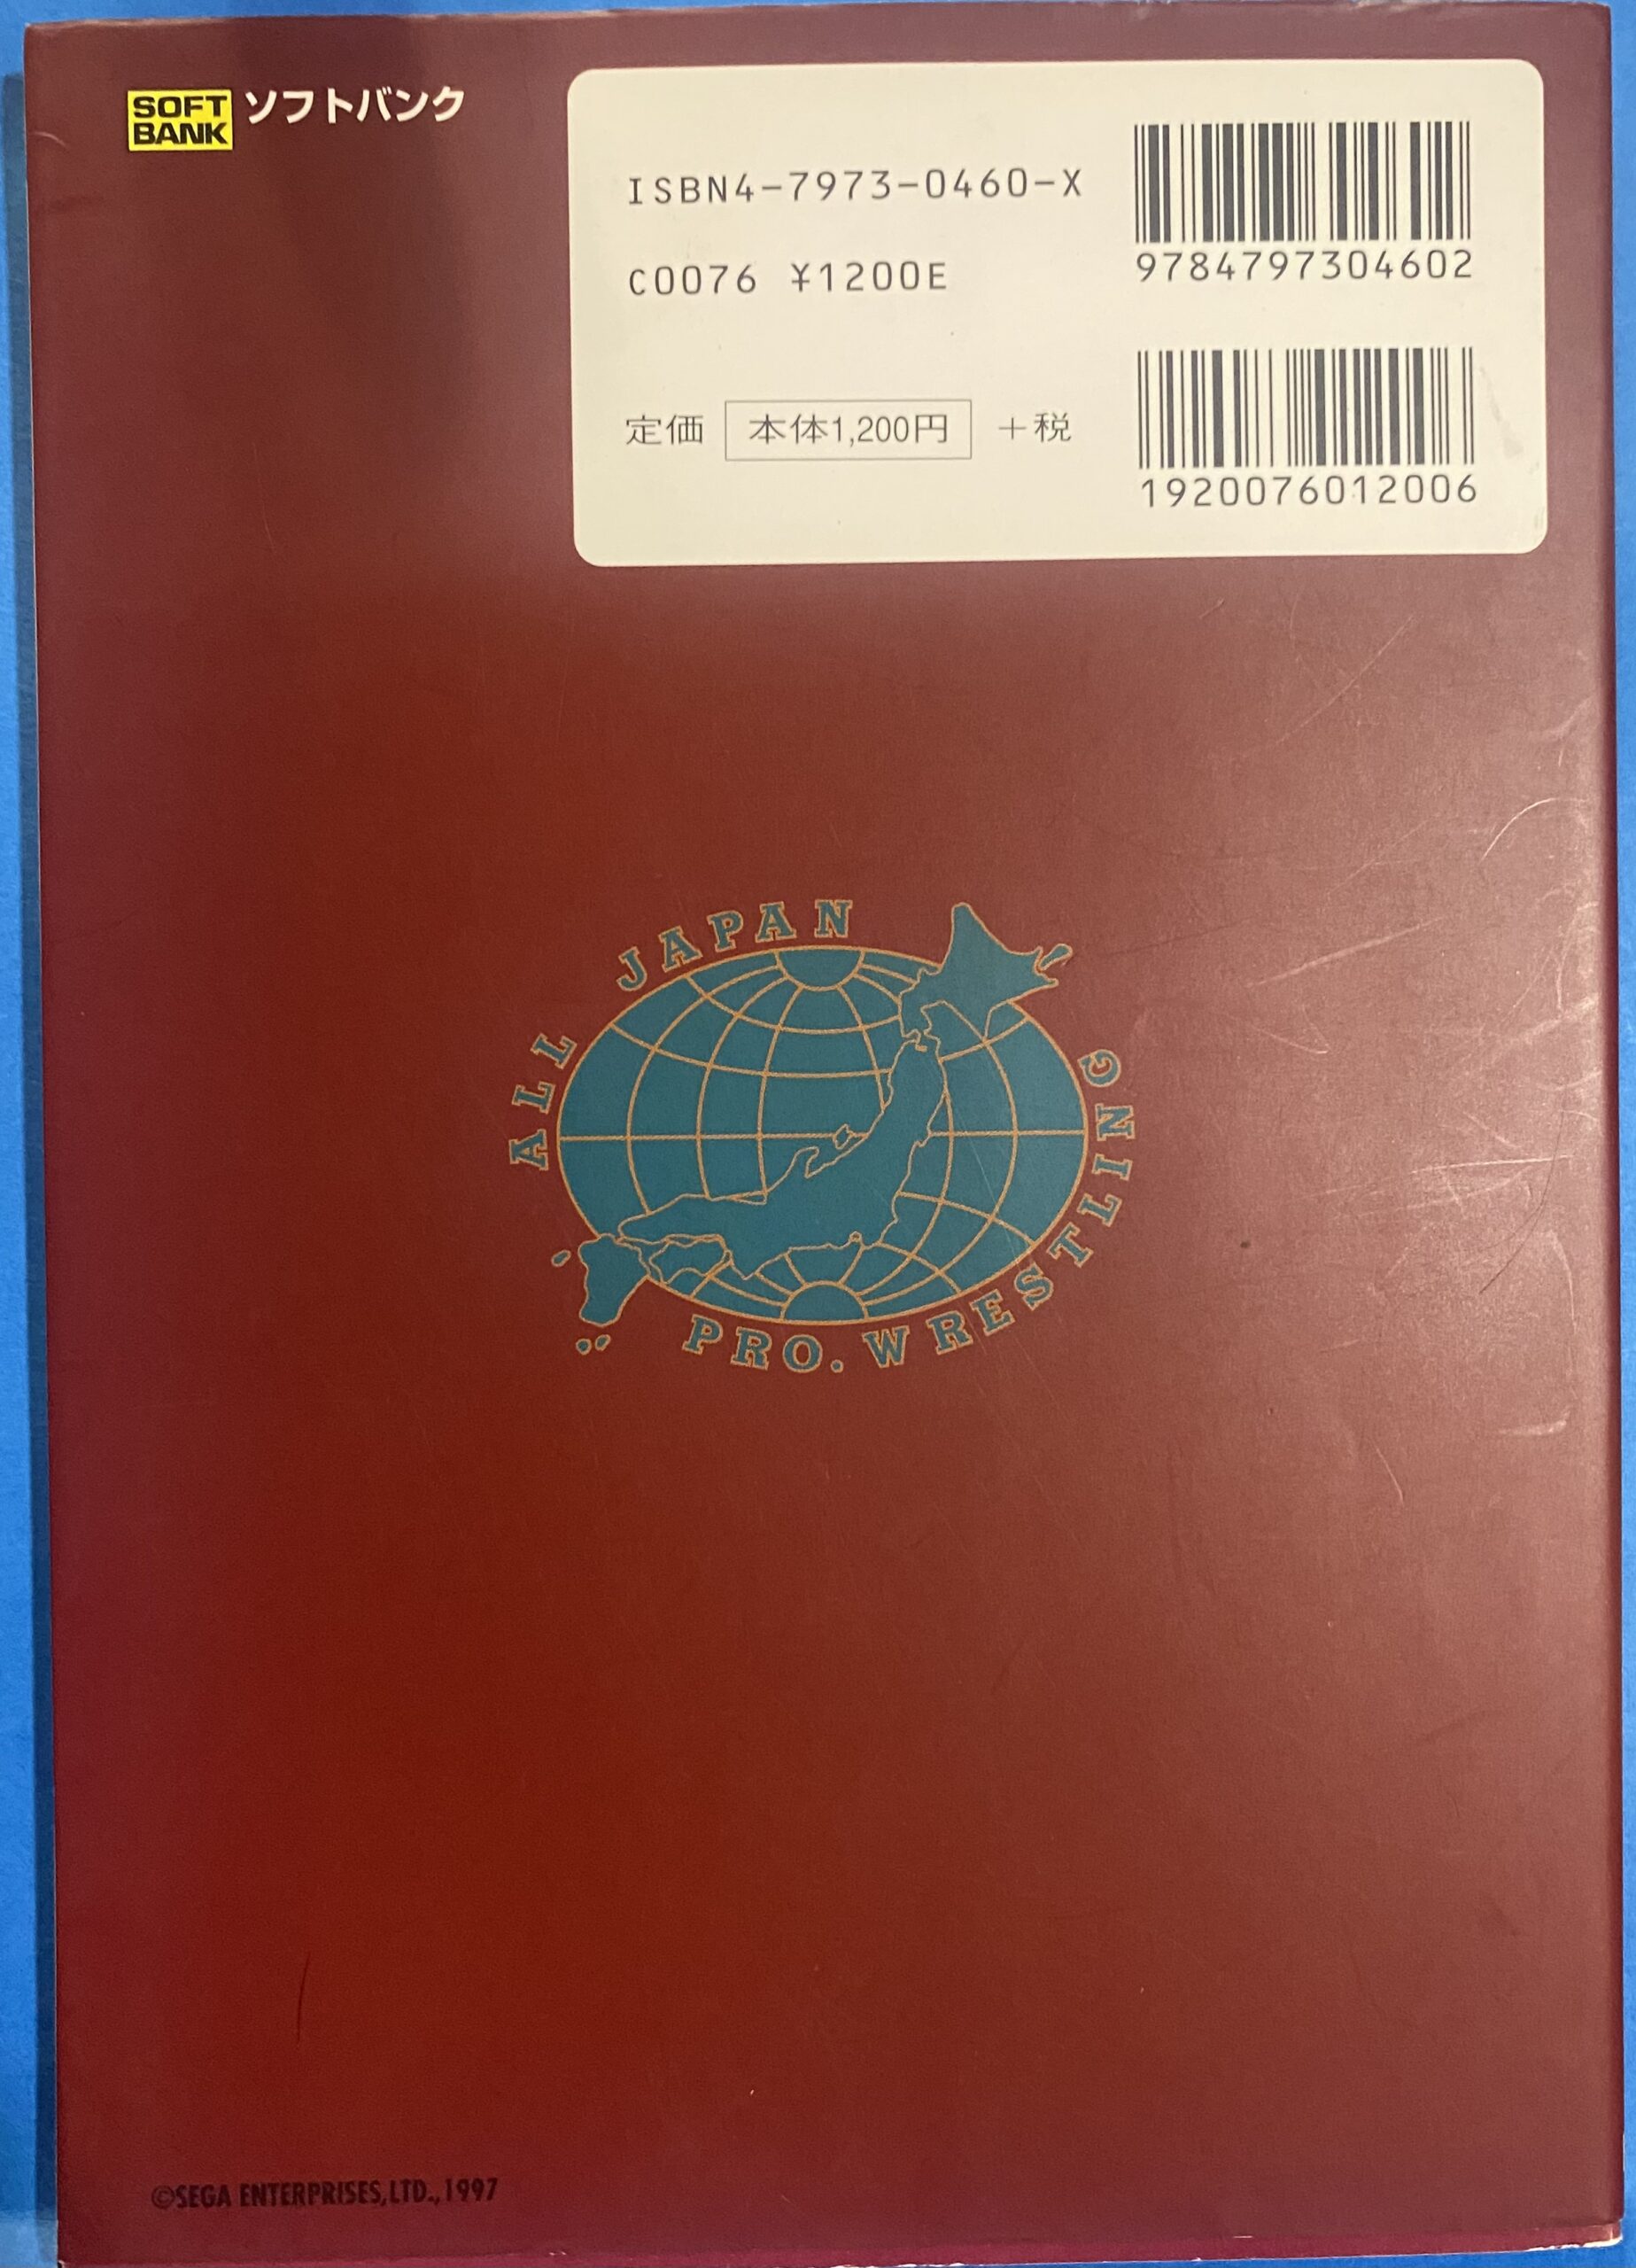 SOFT
BANK
ソフトバンク
ISBN4-7973-0460-X
C0076 ¥1200E
定価 本体1,200円 +税
9784797304602
1920076012006
ALL JAPAN
PRO. WRESTLING
©SEGA ENTERPRISES,LTD.,1997